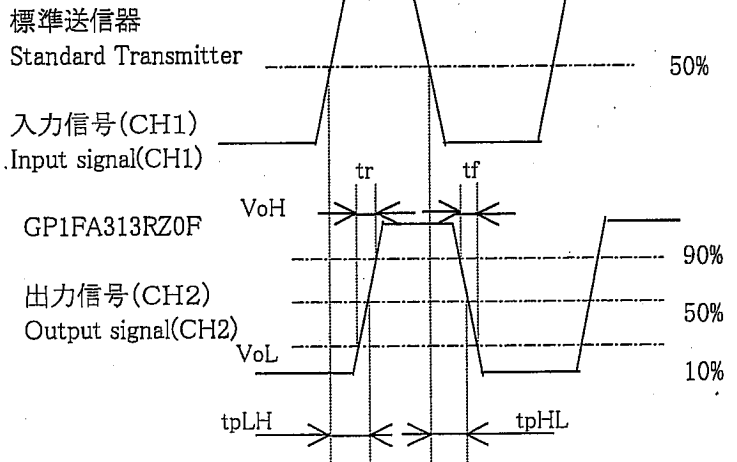 標準送信器
Standard Transmitter
50%
入力信号(CH1)
.Input signal(CH1)
tr
tf
VoH
GP1FA313RZ0F
90%
出力信号(CH2)
50%
Output signal(CH2)
VoL
10%
tpLH
tpHL